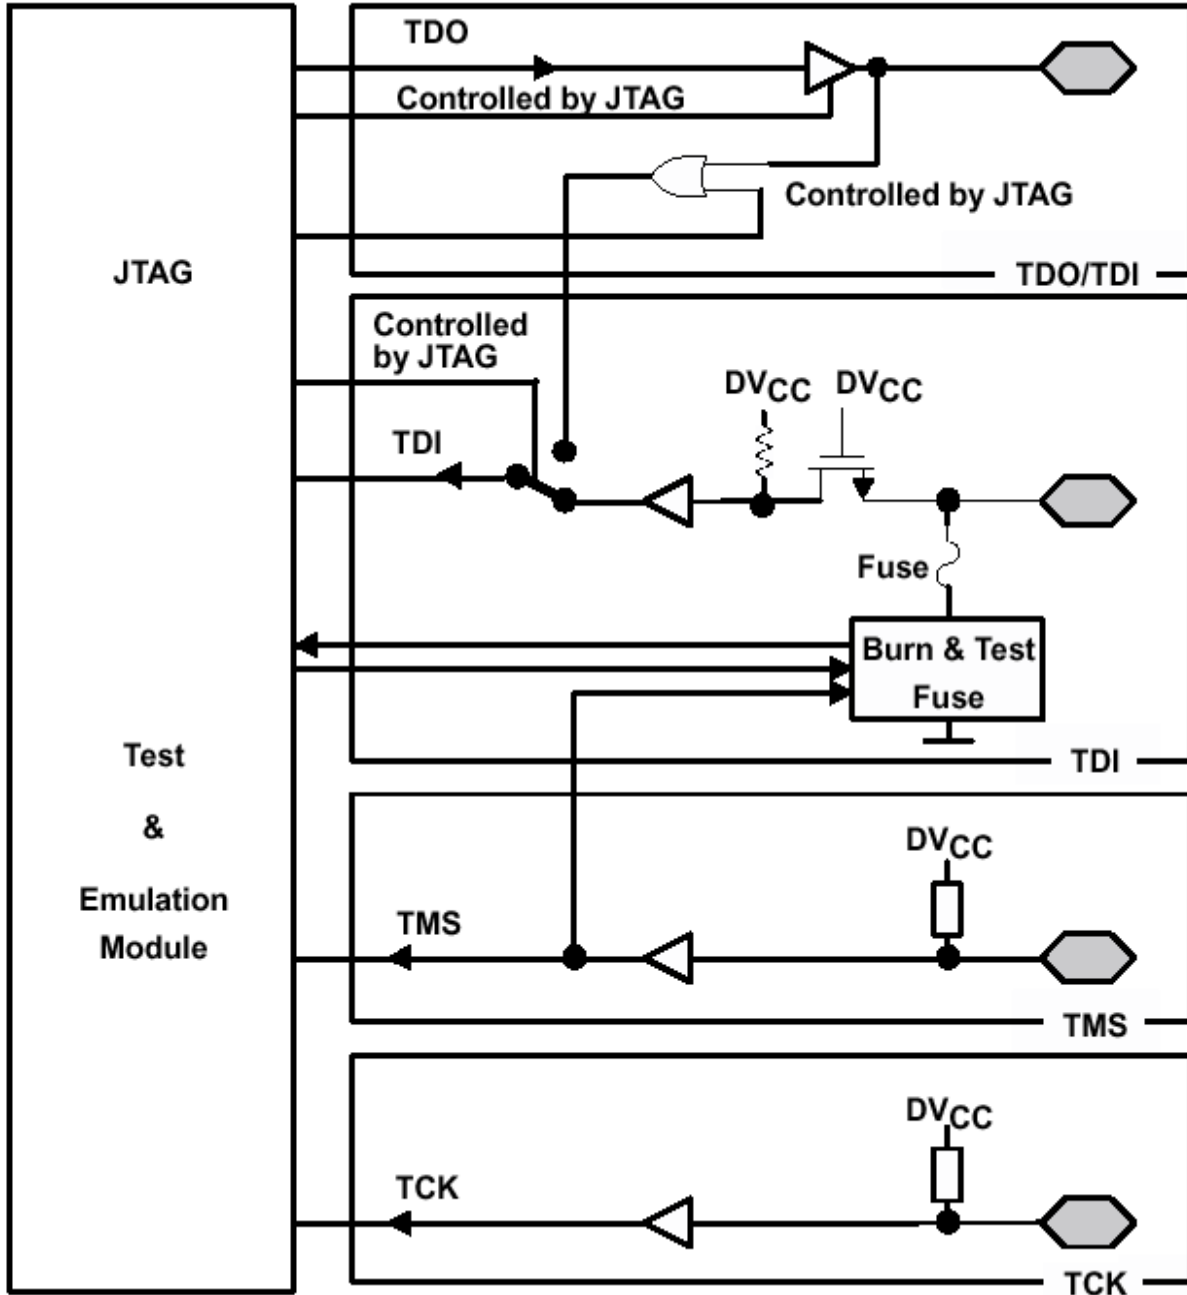 TDO
Controlled by JTAG
Controlled by JTAG
JTAG
TDO/TDI
Controlled
by JTAG
DVCC
DVCC
TDI
Fuse
Burn & Test
Fuse
TDI
Test
&
Emulation
Module
DVCC
TMS
TMS
DVCC
TCK
TCK